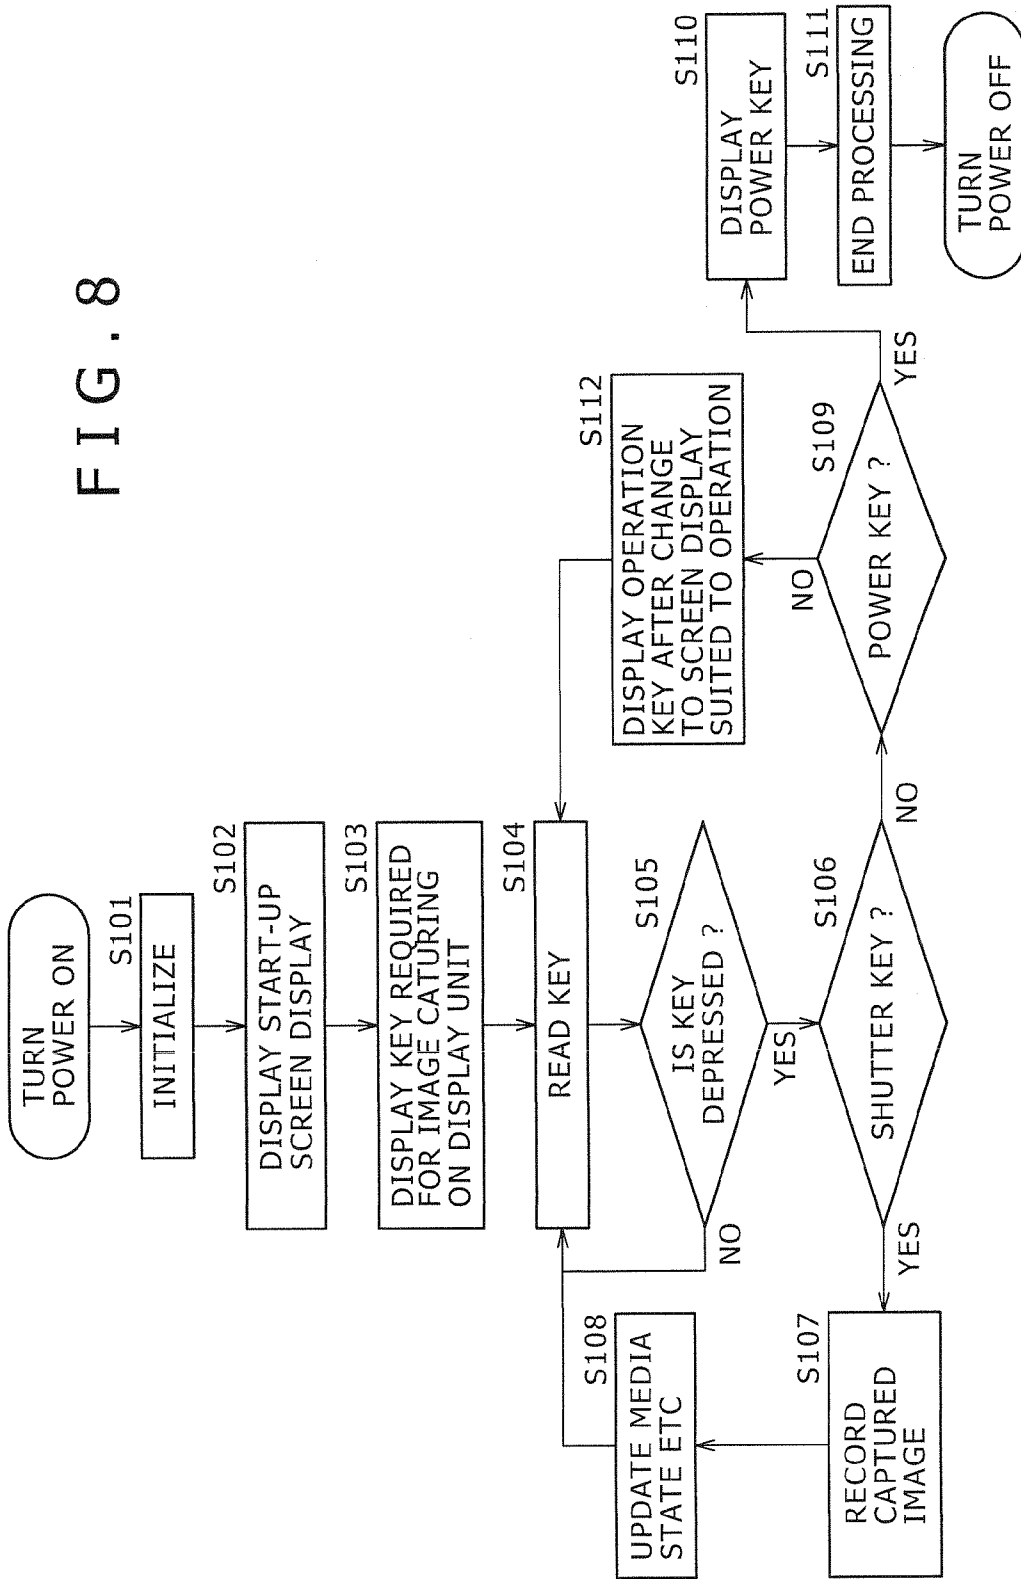 FIG.8
TURN
POWER ON
S101
INITIALIZE
S102
DISPLAY START-UP
SCREEN DISPLAY
S103
DISPLAY KEY REQUIRED
FOR IMAGE CATURING
ON DISPLAY UNIT
S104
READ KEY
S105
IS KEY
DEPRESSED ?
NO
YES
S106
SHUTTER KEY ?
YES
NO
S107
RECORD
CAPTURED
IMAGE
S108
UPDATE MEDIA
STATE ETC
S109
POWER KEY ?
NO
YES
S112
DISPLAY OPERATION
KEY AFTER CHANGE
TO SCREEN DISPLAY
SUITED TO OPERATION
S110
DISPLAY
POWER KEY
S111
END PROCESSING
TURN
POWER OFF